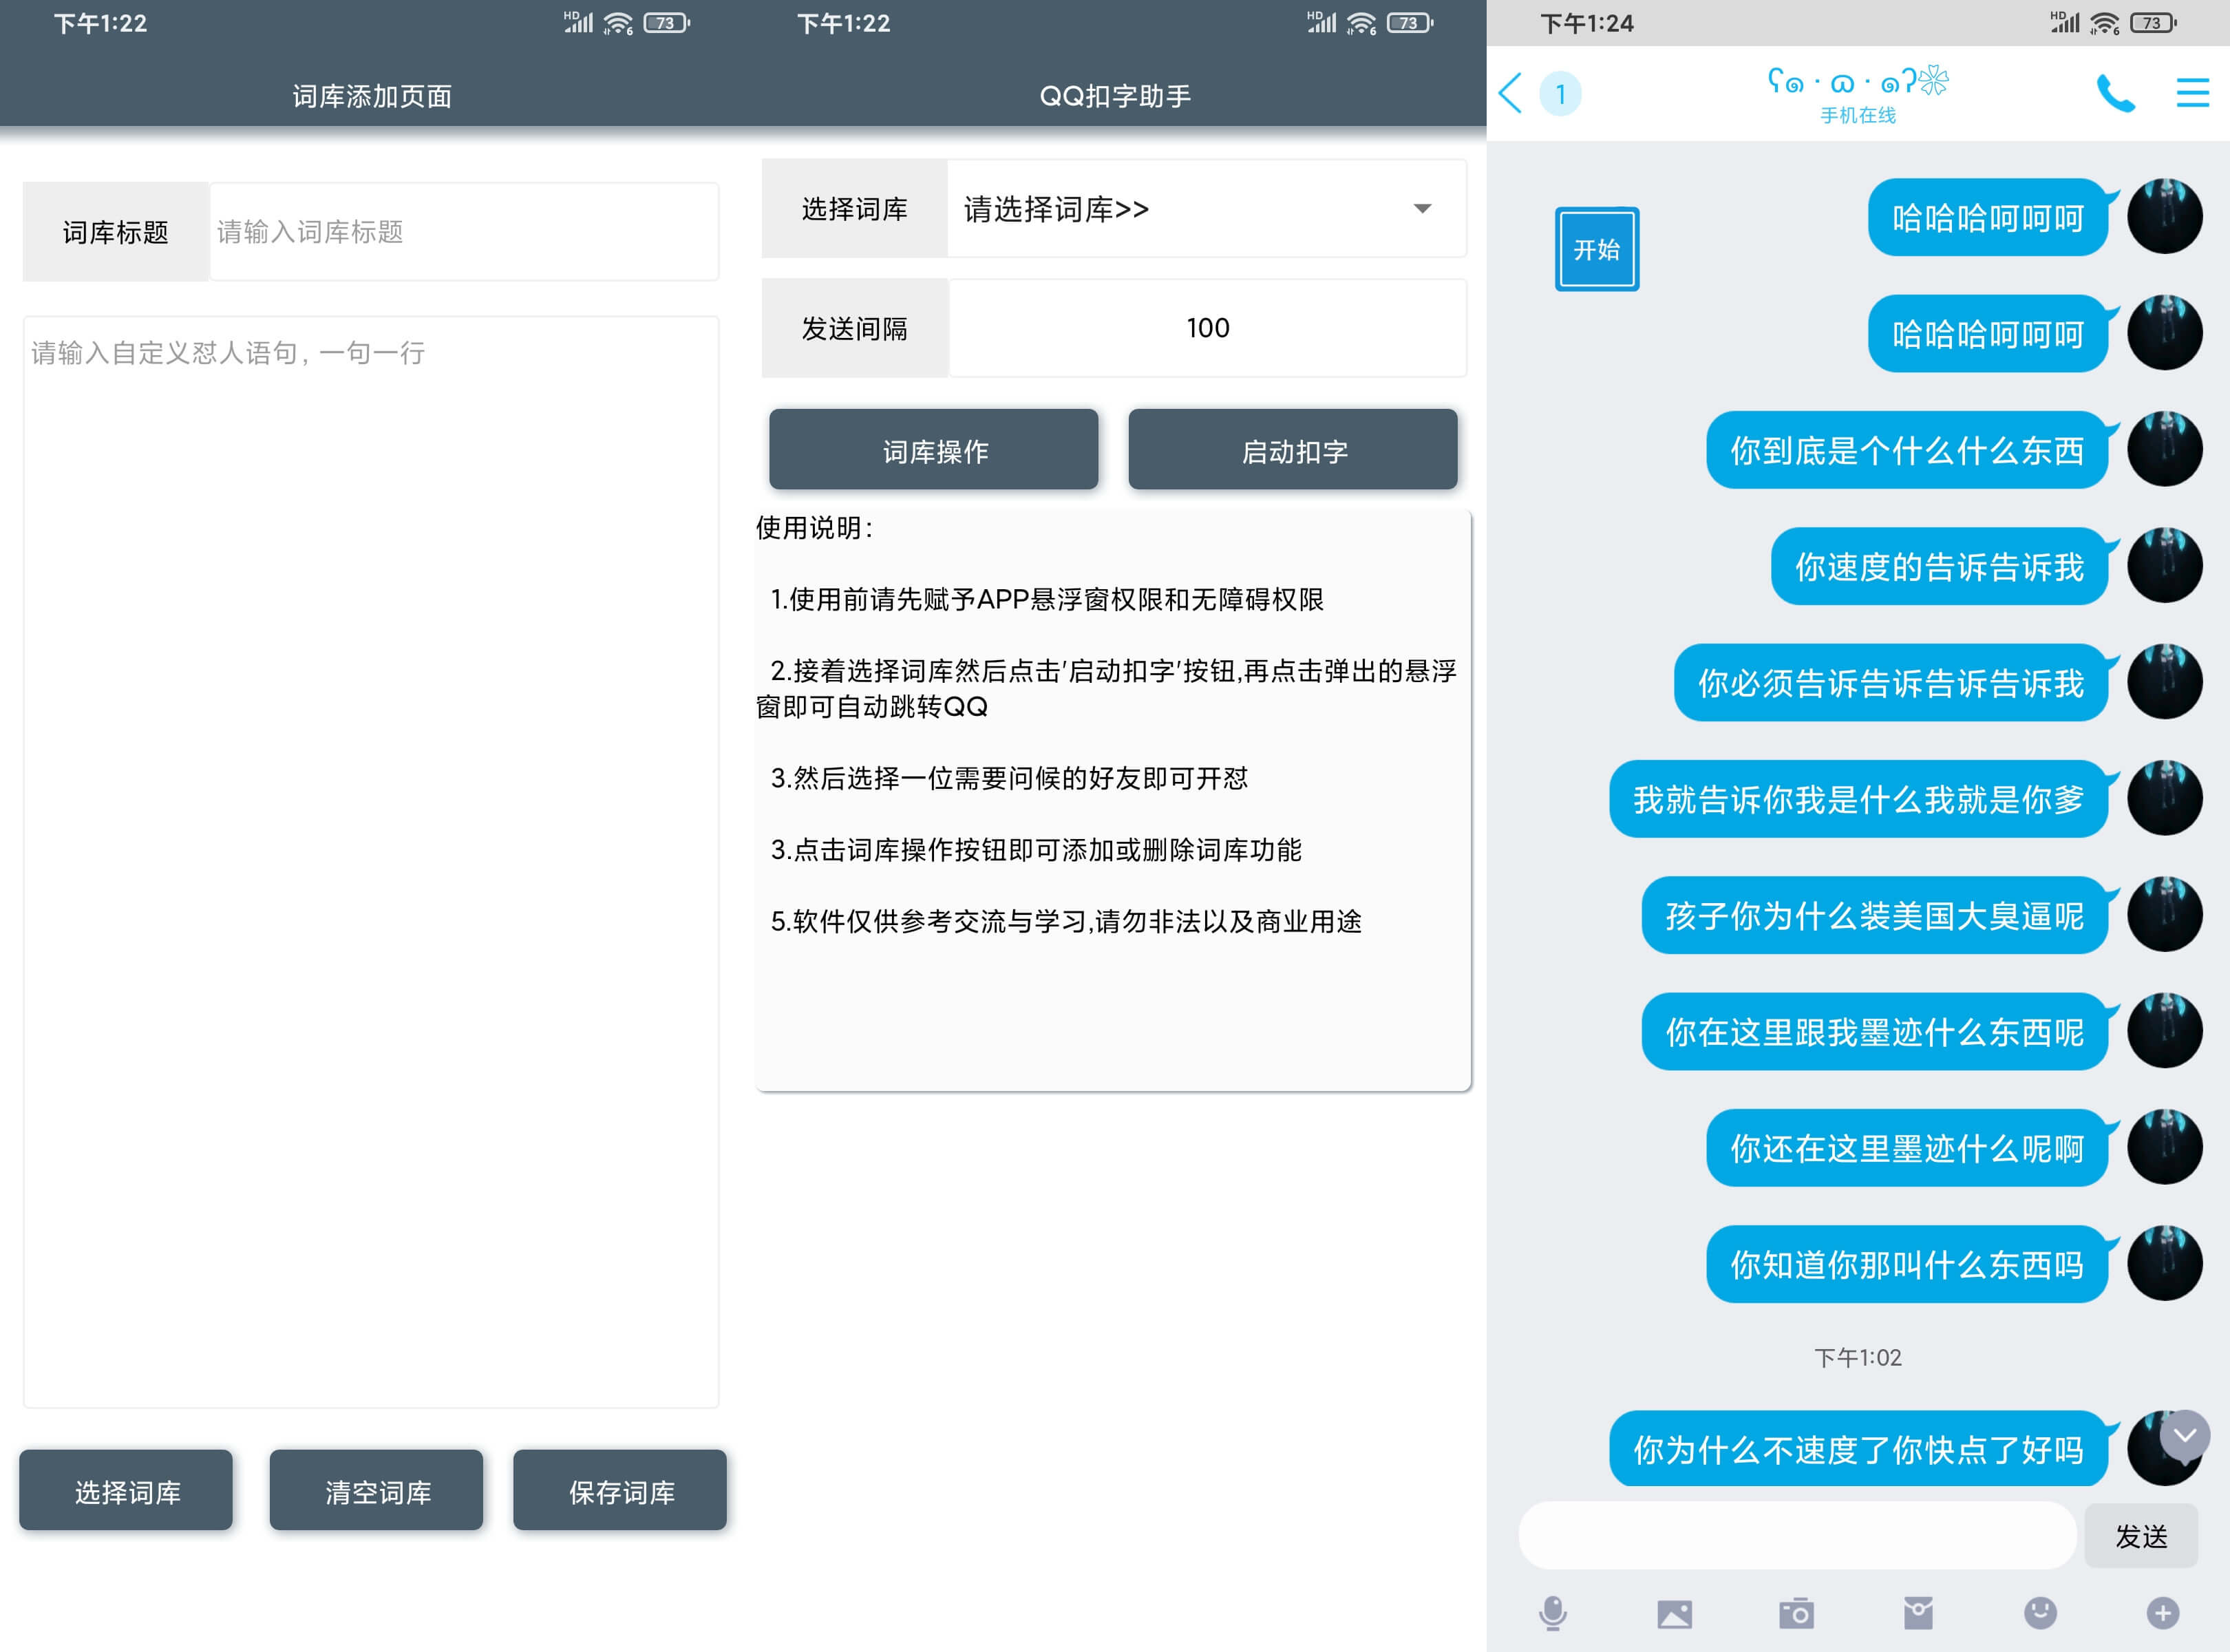 下午1:22
HD
6
73
词库添加页面
词库标题
请输入词库标题
请输入自定义怼人语句，一句一行
选择词库
清空词库
保存词库
下午1:22
HD
6
73
QQ扣字助手
选择词库
请选择词库>>
发送间隔
100
词库操作
启动扣字
使用说明：
1.使用前请先赋予APP悬浮窗权限和无障碍权限
2.接着选择词库然后点击'启动扣字'按钮,再点击弹出的悬浮
窗即可自动跳转QQ
3.然后选择一位需要问候的好友即可开怼
3.点击词库操作按钮即可添加或删除词库功能
5.软件仅供参考交流与学习,请勿非法以及商业用途
下午1:24
HD
6
73
1
ʕ๑・ω・๑ʔ
手机在线
开始
哈哈哈呵呵呵
哈哈哈呵呵呵
你到底是个什么什么东西
你速度的告诉告诉我
你必须告诉告诉告诉告诉我
我就告诉你我是什么我就是你爹
孩子你为什么装美国大臭逼呢
你在这里跟我墨迹什么东西呢
你还在这里墨迹什么呢啊
你知道你那叫什么东西吗
下午1:02
你为什么不速度了你快点了好吗
发送